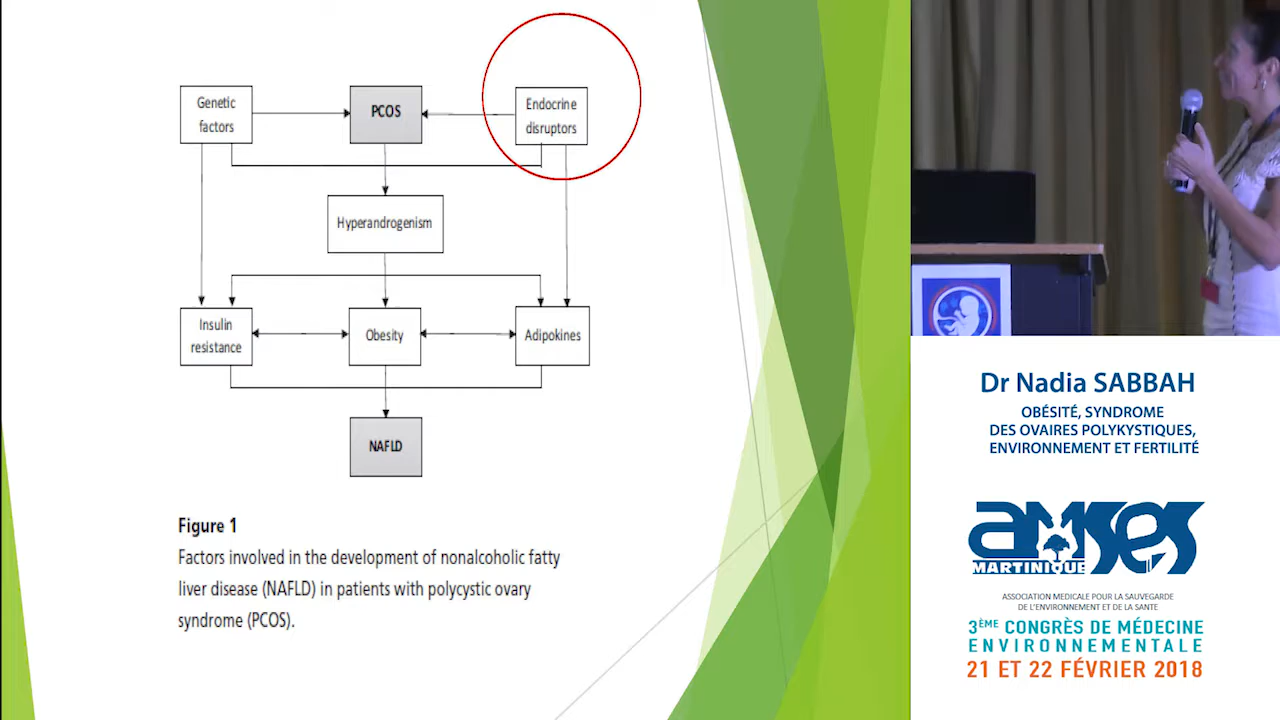 Genetic
factors
PCOS
Endocrine
disruptors
Hyperandrogenism
Insulin
resistance
Obesity
Adipokines
NAFLD
Figure 1
Factors involved in the development of nonalcoholic fatty
liver disease (NAFLD) in patients with polycystic ovary
syndrome (PCOS).
Dr Nadia SABBAH
OBÉSITÉ, SYNDROME
DES OVAIRES POLYKYSTIQUES,
ENVIRONNEMENT ET FERTILITÉ
AMSES
MARTINIQUE
ASSOCIATION MEDICALE POUR LA SAUVEGARDE
DE L'ENVIRONNEMENT ET DE LA SANTE
3ÈME CONGRÈS DE MÉDECINE
ENVIRONNEMENTALE
21 ET 22 FÉVRIER 2018